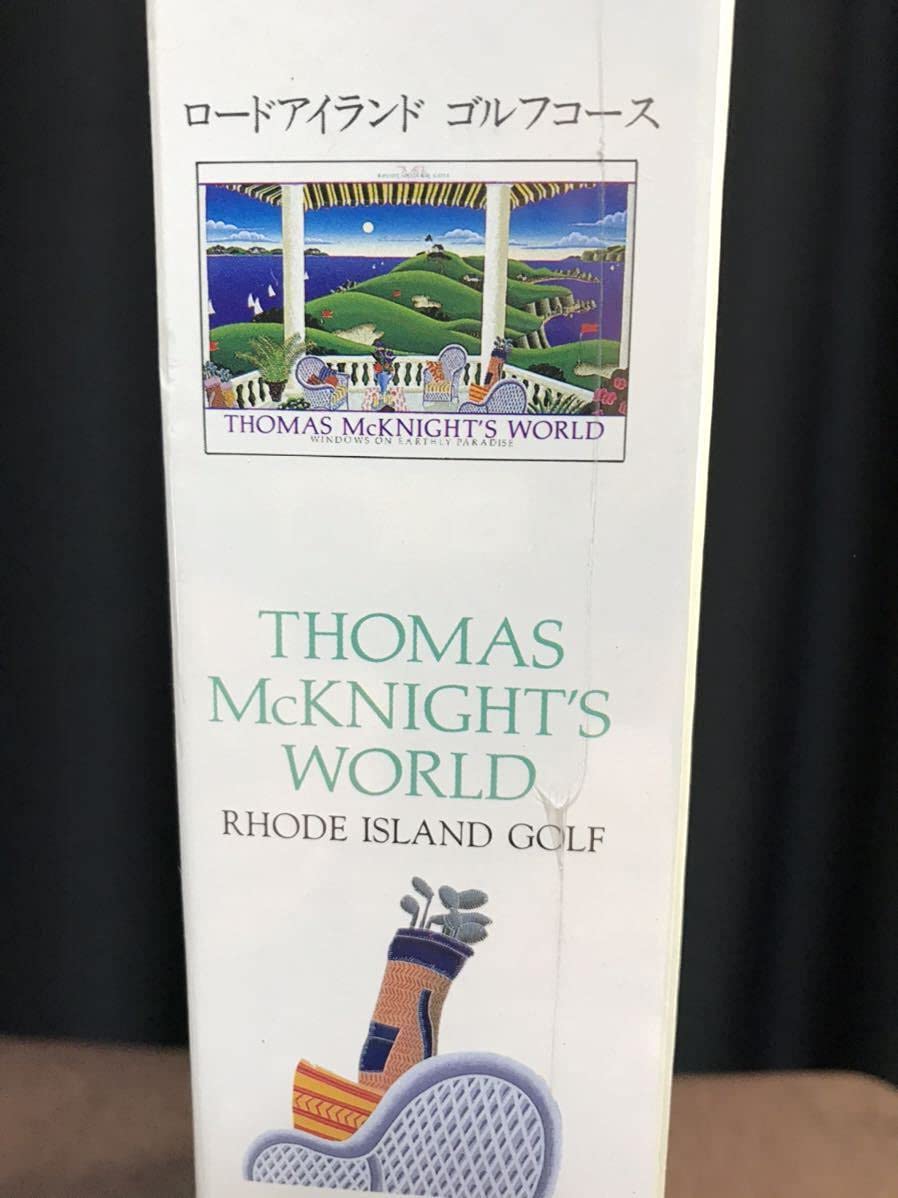 ロードアイランド ゴルフコース
THOMAS McKNIGHT'S WORLD
WINDOWS ON EARTHLY PARADISE
THOMAS
McKNIGHT'S
WORLD
RHODE ISLAND GOLF